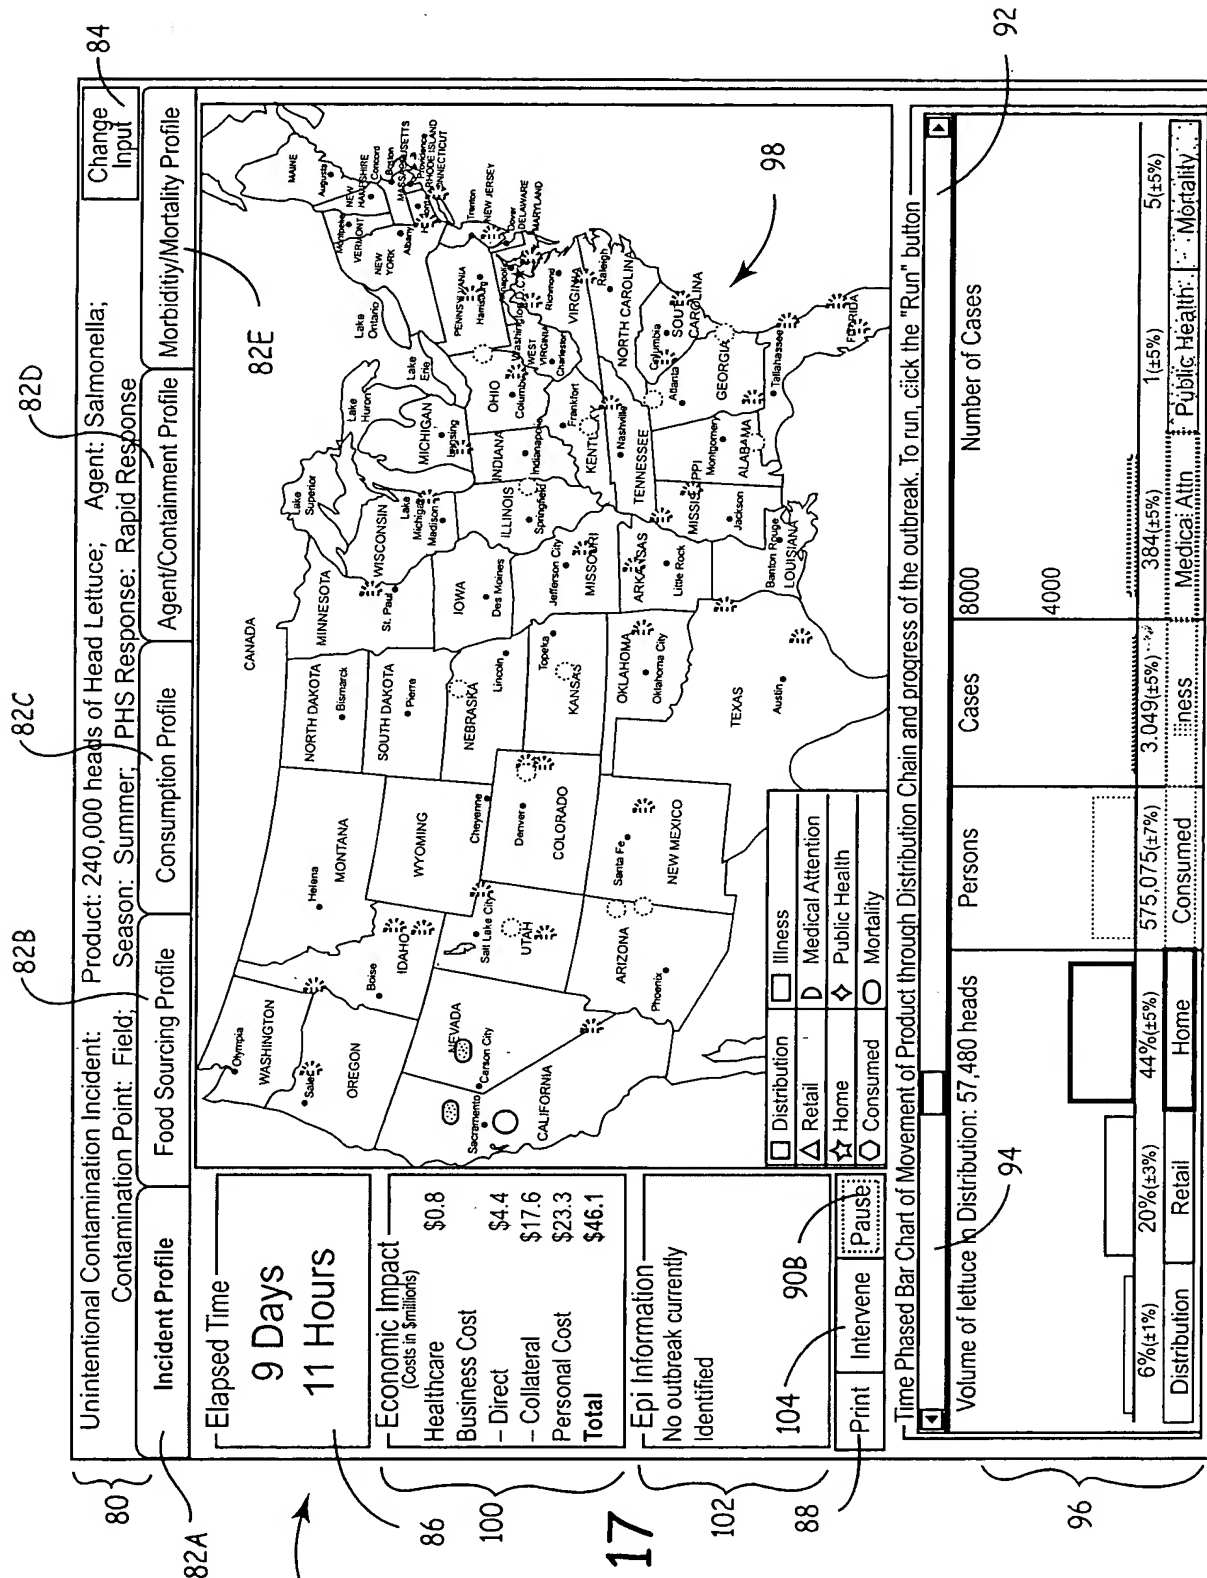 Unintentional Contamination Incident: Product: 240,000 heads of Head Lettuce; Agent: Salmonella;
Contamination Point: Field; Season: Summer; PHS Response: Rapid Response
Change
Input
84
80
82A
82B
82C
82D
82E
Incident Profile
Food Sourcing Profile
Consumption Profile
Agent/Containment Profile
Morbiditiy/Mortality Profile
Elapsed Time
9 Days
11 Hours
86
Economic Impact
(Costs in $millions)
Healthcare $0.8
Business Cost
– Direct $4.4
– Collateral $17.6
Personal Cost $23.3
Total $46.1
100
Epi Information
No outbreak currently
Identified
102
104
90B
Print
Intervene
Pause
88
17
CANADA
WASHINGTON
Olympia
OREGON
CALIFORNIA
Sacramento
NEVADA
Carson City
IDAHO
Boise
MONTANA
Helena
WYOMING
Cheyenne
UTAH
Salt Lake City
COLORADO
Denver
ARIZONA
Phoenix
NEW MEXICO
Santa Fe
NORTH DAKOTA
Bismarck
SOUTH DAKOTA
Pierre
NEBRASKA
Lincoln
KANSAS
Topeka
OKLAHOMA
Oklahoma City
TEXAS
Austin
MINNESOTA
St. Paul
IOWA
Des Moines
MISSOURI
Jefferson City
ARKANSAS
Little Rock
LOUISIANA
Banton Rouge
WISCONSIN
Madison
Lake
Superior
Lake
Michigan
Lake
Huron
Lake
Erie
Lake
Ontario
ILLINOIS
Springfield
MICHIGAN
INDIANA
OHIO
KENTUCKY
Frankfort
TENNESSEE
Nashville
Jackson
ALABAMA
Montgomery
GEORGIA
Atlanta
FLORIDA
Tallahassee
CAROLINA
Columbia
NORTH CAROLINA
Raleigh
VIRGINIA
Richmond
WEST
VIRGINIA
Charleston
PENNSYLVANIA
NEW
YORK
Albany
VERMONT
NEW
HAMPSHIRE
Concord
MAINE
Augusta
Boston
MASSACHUSETTS
Providence
RHODE ISLAND
CONNECTICUT
Trenton
NEW JERSEY
Dover
DELAWARE
MARYLAND
98
Distribution
Illness
Retail
Medical Attention
Home
Public Health
Consumed
Mortality
Time Phased Bar Chart of Movement of Product through Distribution Chain and progress of the outbreak. To run, click the "Run" button
92
94
96
Volume of lettuce in Distribution: 57,480 heads
Persons
Cases
Number of Cases
8000
4000
6%(±1%) 20%(±3%) 44%(±5%) 575,075(±7%) 3.049(±5%) 384(±5%) 1(±5%) 5(±5%)
Distribution Retail Home Consumed Illness Medical Attn Public Health Mortality